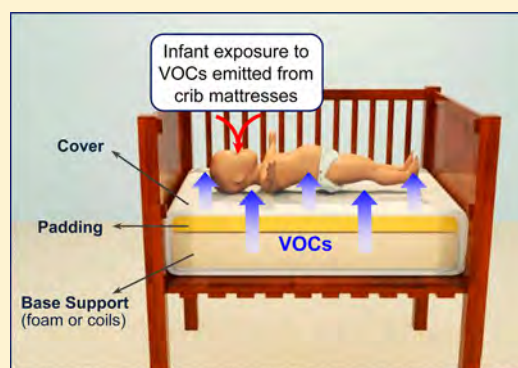 Infant exposure to
VOCs emitted from
crib mattresses
Cover
Padding
VOCs
Base Support
(foam or coils)